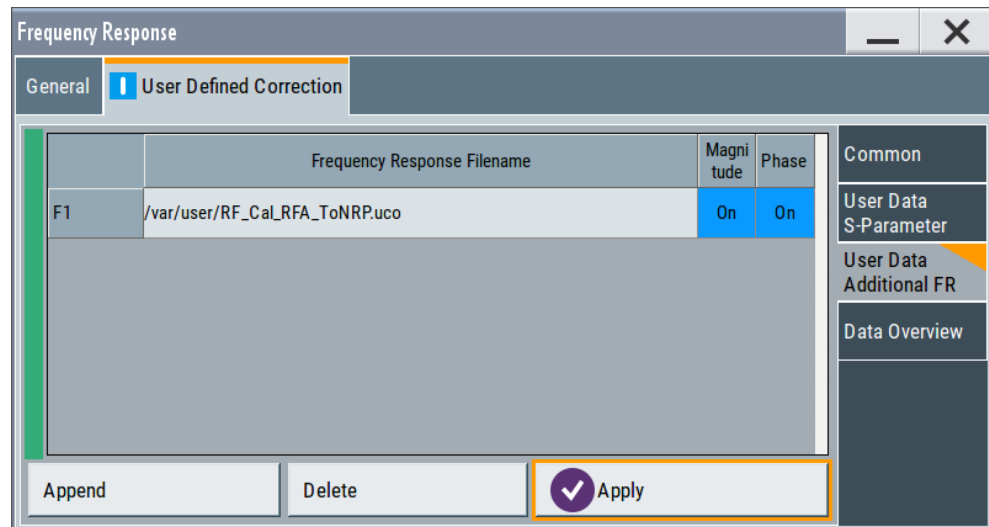 Frequency Response
General
User Defined Correction
Frequency Response Filename
Magni
tude
Phase
F1
/var/user/RF_Cal_RFA_ToNRP.uco
On
On
Common
User Data
S-Parameter
User Data
Additional FR
Data Overview
Append
Delete
Apply